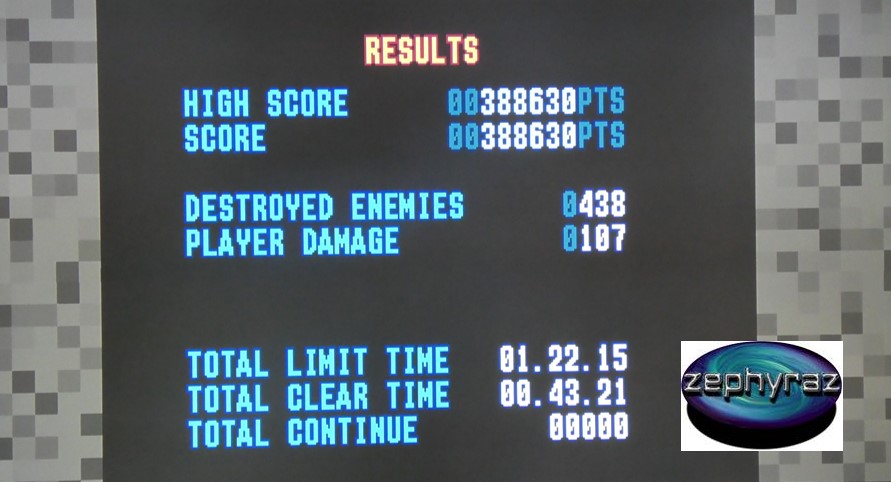 RESULTS
HIGH SCORE 00388630PTS
SCORE 00388630PTS
DESTROYED ENEMIES 0438
PLAYER DAMAGE 0107
TOTAL LIMIT TIME 01.22.15
TOTAL CLEAR TIME 00.43.21
TOTAL CONTINUE 00000
zephyraz